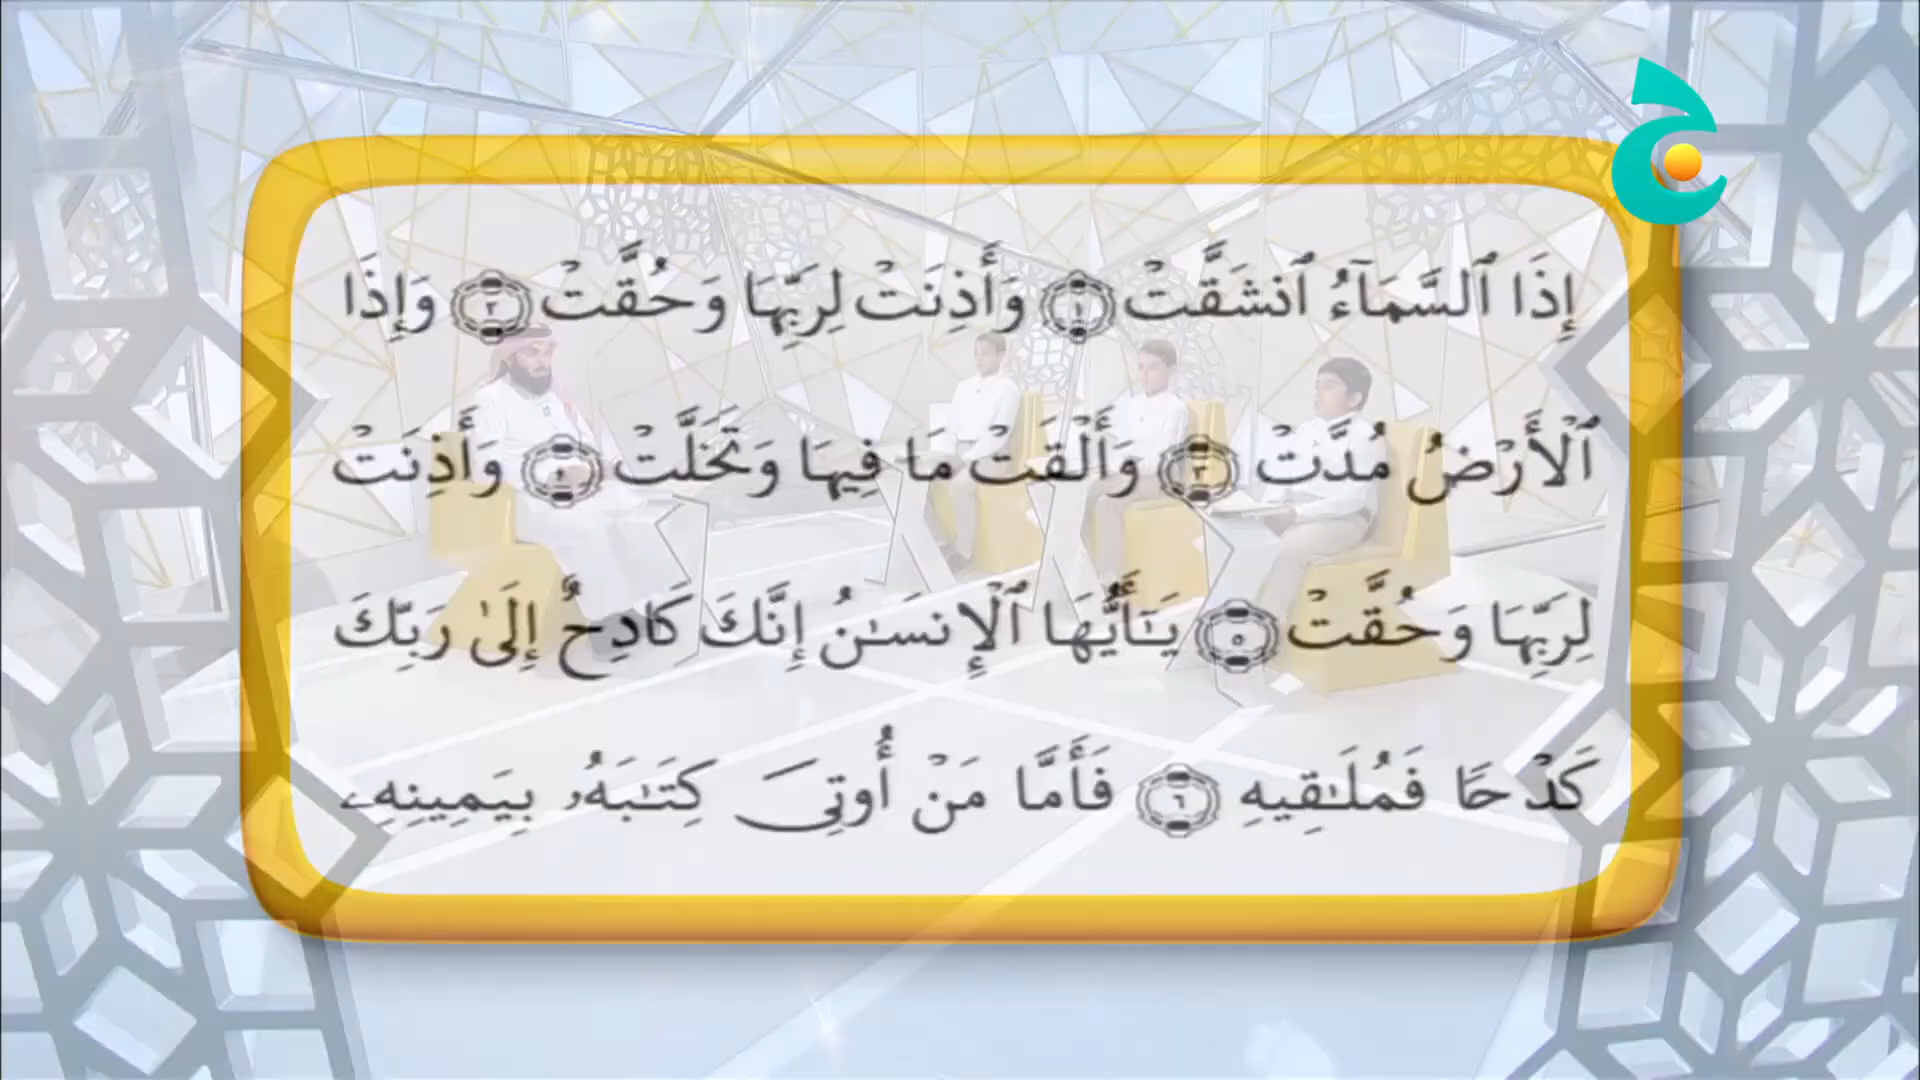 إِذَا ٱلسَّمَآءُ ٱنشَقَّتْ ١ وَأَذِنَتْ لِرَبِّهَا وَحُقَّتْ ٢ وَإِذَا
ٱلْأَرْضُ مُدَّتْ ٣ وَأَلْقَتْ مَا فِيهَا وَتَخَلَّتْ ٤ وَأَذِنَتْ
لِرَبِّهَا وَحُقَّتْ ٥ يَـٰٓأَيُّهَا ٱلْإِنسَـٰنُ إِنَّكَ كَادِحٌ إِلَىٰ رَبِّكَ
كَدْحًا فَمُلَـٰقِيهِ ٦ فَأَمَّا مَنْ أُوتِىَ كِتَـٰبَهُۥ بِيَمِينِهِۦ